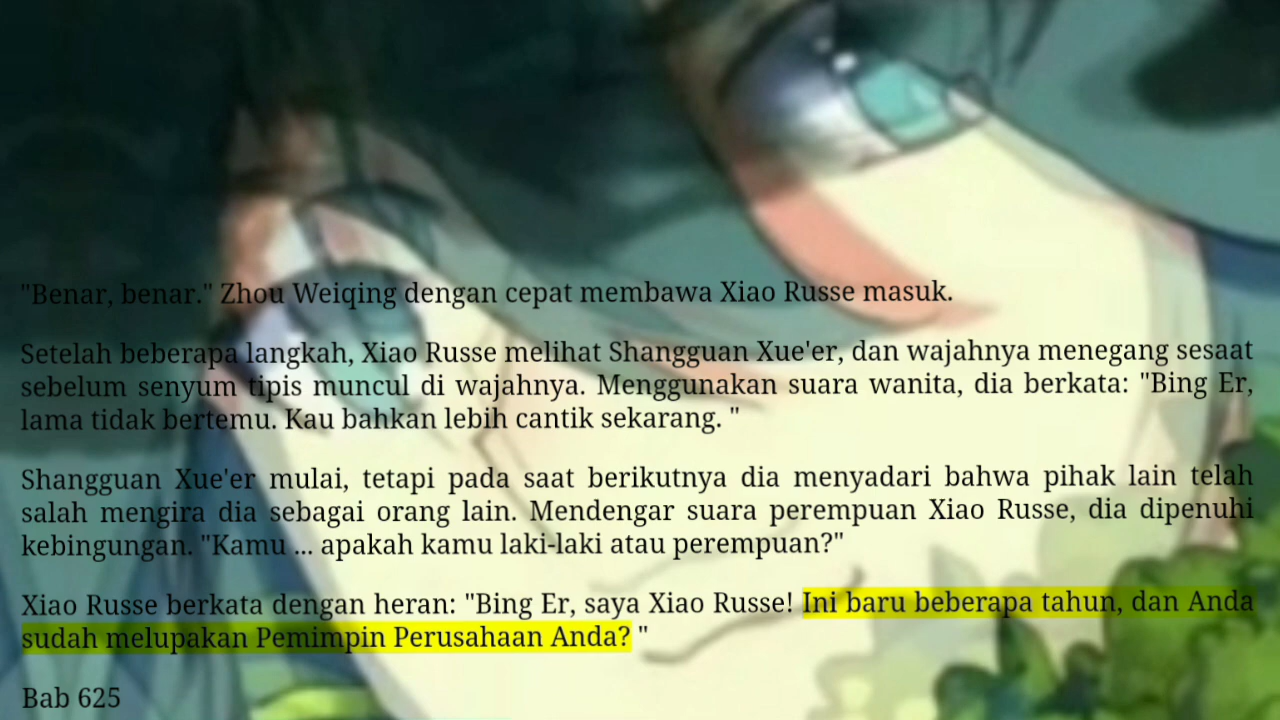 "Benar, benar." Zhou Weiqing dengan cepat membawa Xiao Russe masuk.
Setelah beberapa langkah, Xiao Russe melihat Shangguan Xue'er, dan wajahnya menegang sesaat
sebelum senyum tipis muncul di wajahnya. Menggunakan suara wanita, dia berkata: "Bing Er,
lama tidak bertemu. Kau bahkan lebih cantik sekarang. "
Shangguan Xue'er mulai, tetapi pada saat berikutnya dia menyadari bahwa pihak lain telah
salah mengira dia sebagai orang lain. Mendengar suara perempuan Xiao Russe, dia dipenuhi
kebingungan. "Kamu ... apakah kamu laki-laki atau perempuan?"
Xiao Russe berkata dengan heran: "Bing Er, saya Xiao Russe! Ini baru beberapa tahun, dan Anda
sudah melupakan Pemimpin Perusahaan Anda? "
Bab 625